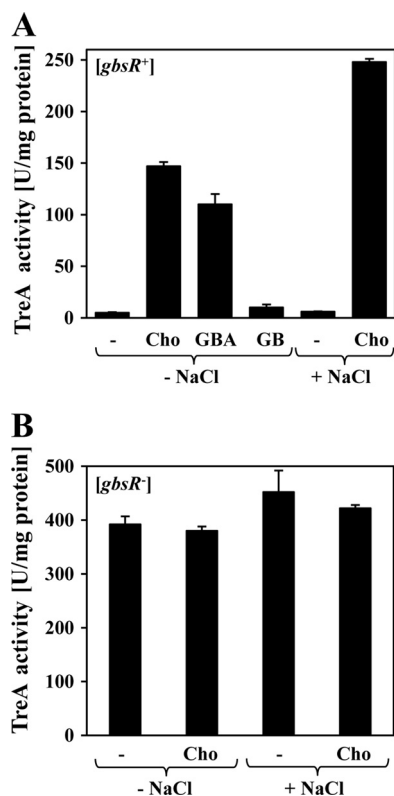 A
[gbsR+]
TreA activity [U/mg protein]
250
200
150
100
50
0
- Cho GBA GB - Cho
- NaCl + NaCl
B
[gbsR-]
TreA activity [U/mg protein]
500
400
300
200
100
0
- Cho - Cho
- NaCl + NaCl